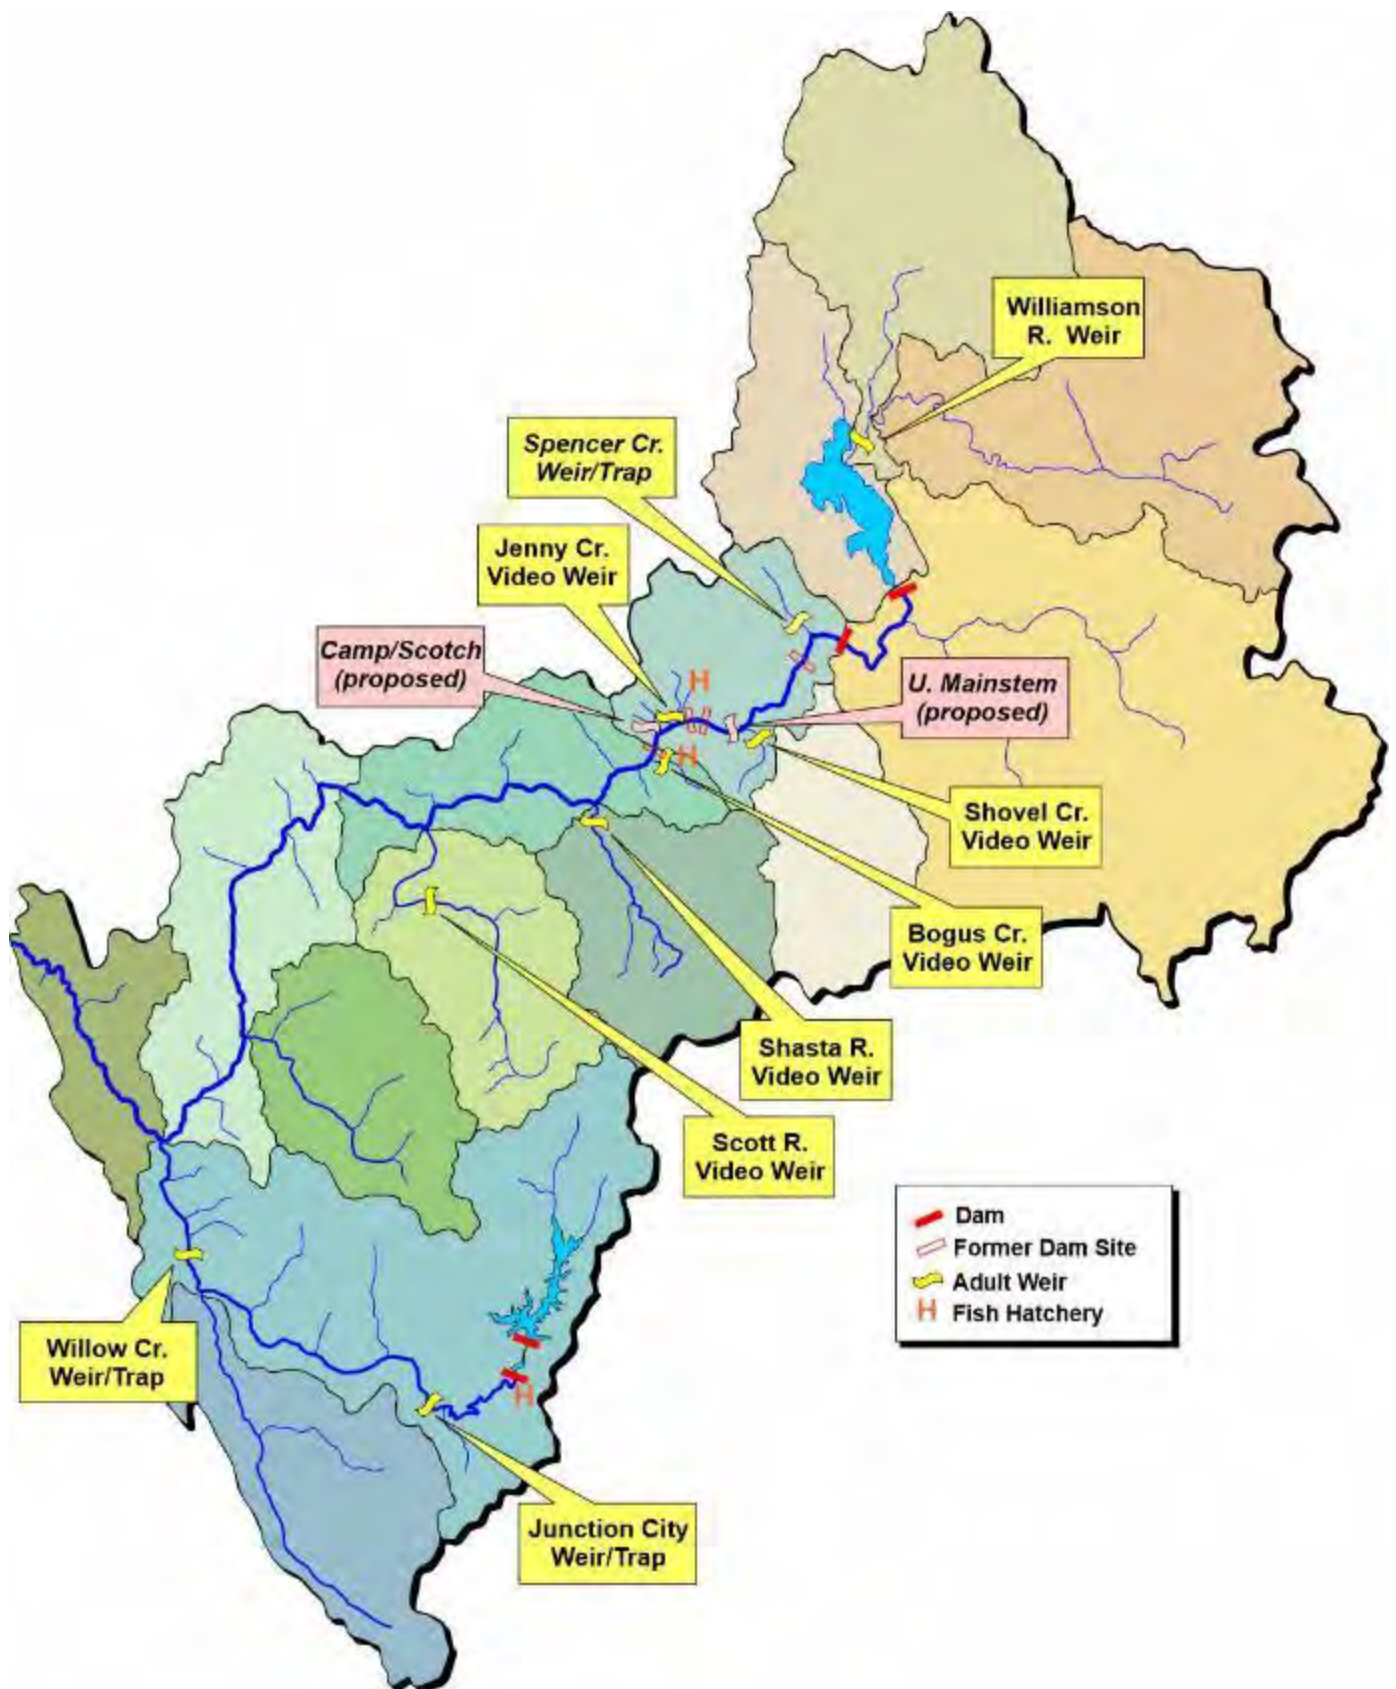 Williamson
R. Weir
Spencer Cr.
Weir/Trap
Jenny Cr.
Video Weir
Camp/Scotch
(proposed)
H
U. Mainstem
(proposed)
H
Shovel Cr.
Video Weir
Bogus Cr.
Video Weir
Shasta R.
Video Weir
Scott R.
Video Weir
Dam
Former Dam Site
Adult Weir
H Fish Hatchery
Willow Cr.
Weir/Trap
H
Junction City
Weir/Trap